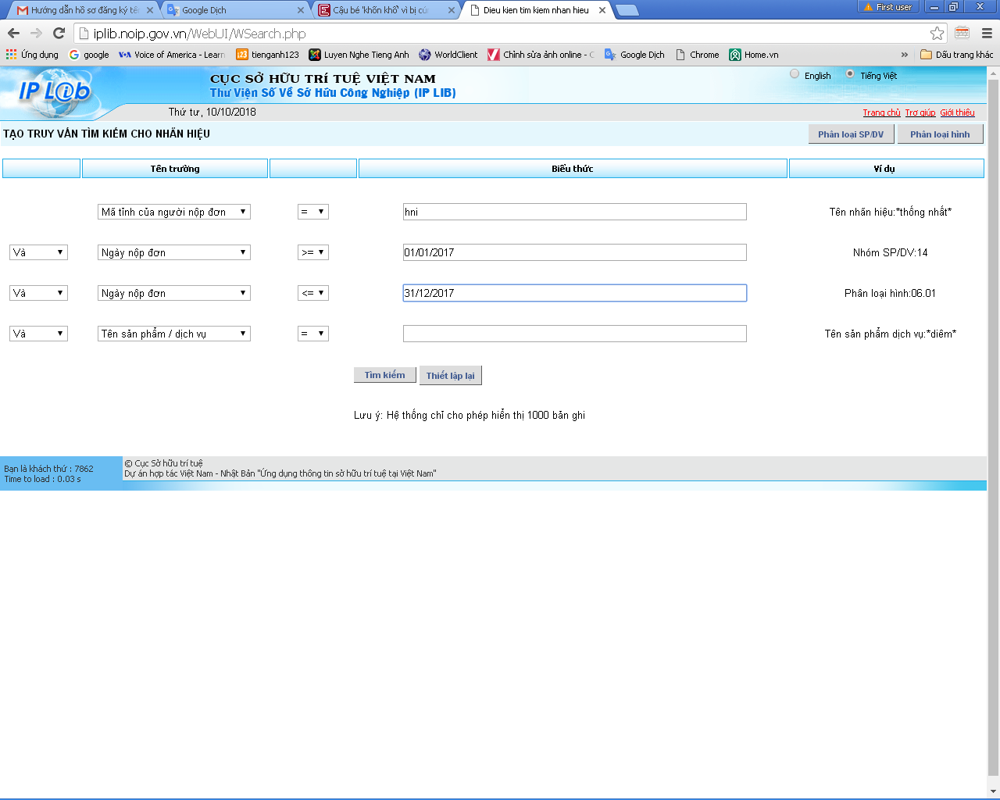 Hướng dẫn hồ sơ đăng ký tên
Google Dịch
Cậu bé 'khốn khổ' vì bị cứn
Dieu kien tim kiem nhan hieu
First user
iplib.noip.gov.vn/WebUI/WSearch.php
Ứng dụng
google
VOA Voice of America - Learn
123 tienganh123
Luyen Nghe Tieng Anh
WorldClient
Chỉnh sửa ảnh online - C
Google Dịch
Chrome
Home.vn
» Dấu trang khác
IP Lib
CỤC SỞ HỮU TRÍ TUỆ VIỆT NAM
Thư Viện Số Về Sở Hữu Công Nghiệp (IP LIB)
English Tiếng Việt
Thứ tư, 10/10/2018
Trang chủ Trợ giúp Giới thiệu
TẠO TRUY VẤN TÌM KIẾM CHO NHÃN HIỆU
Phân loại SP/DV Phân loại hình
Tên trường Biểu thức Ví dụ
Mã tỉnh của người nộp đơn = hni Tên nhãn hiệu:*thống nhất*
Và Ngày nộp đơn >= 01/01/2017 Nhóm SP/DV:14
Và Ngày nộp đơn <= 31/12/2017 Phân loại hình:06.01
Và Tên sản phẩm / dịch vụ = Tên sản phẩm dịch vụ:*diêm*
Tìm kiếm Thiết lập lại
Lưu ý: Hệ thống chỉ cho phép hiển thị 1000 bản ghi
Bạn là khách thứ : 7862
Time to load : 0.03 s
© Cục Sở hữu trí tuệ
Dự án hợp tác Việt Nam - Nhật Bản "Ứng dụng thông tin sở hữu trí tuệ tại Việt Nam"